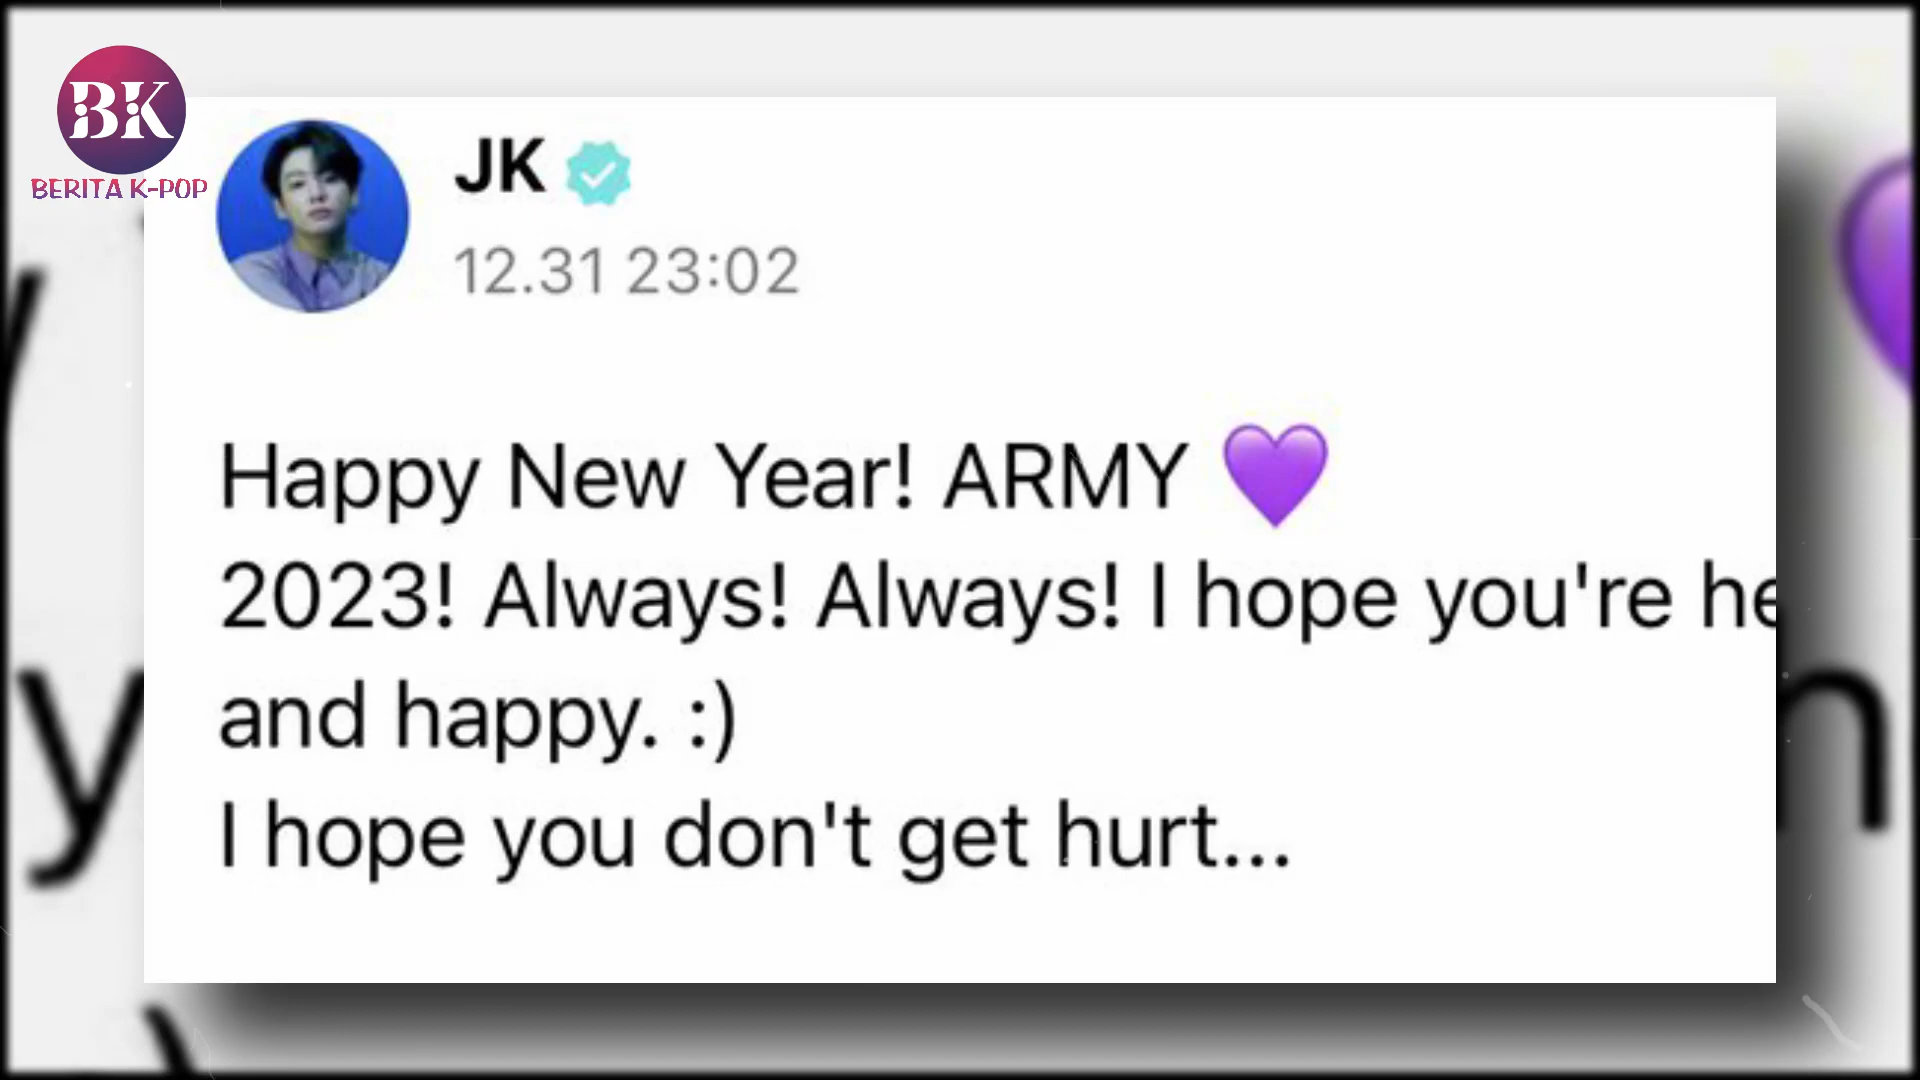 BK
BERITA K-POP
JK
12.31 23:02
Happy New Year! ARMY 💜
2023! Always! Always! I hope you're
and happy. :)
I hope you don't get hurt...